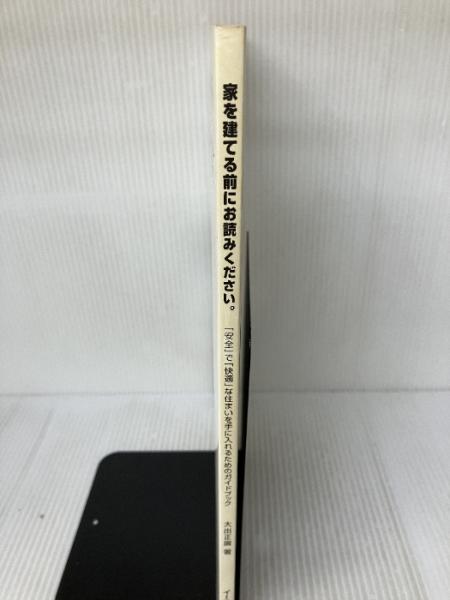 家を建てる前にお読みください。
「安全」で「快適」な住まいを手に入れるためのガイドブック
大出正廣 著